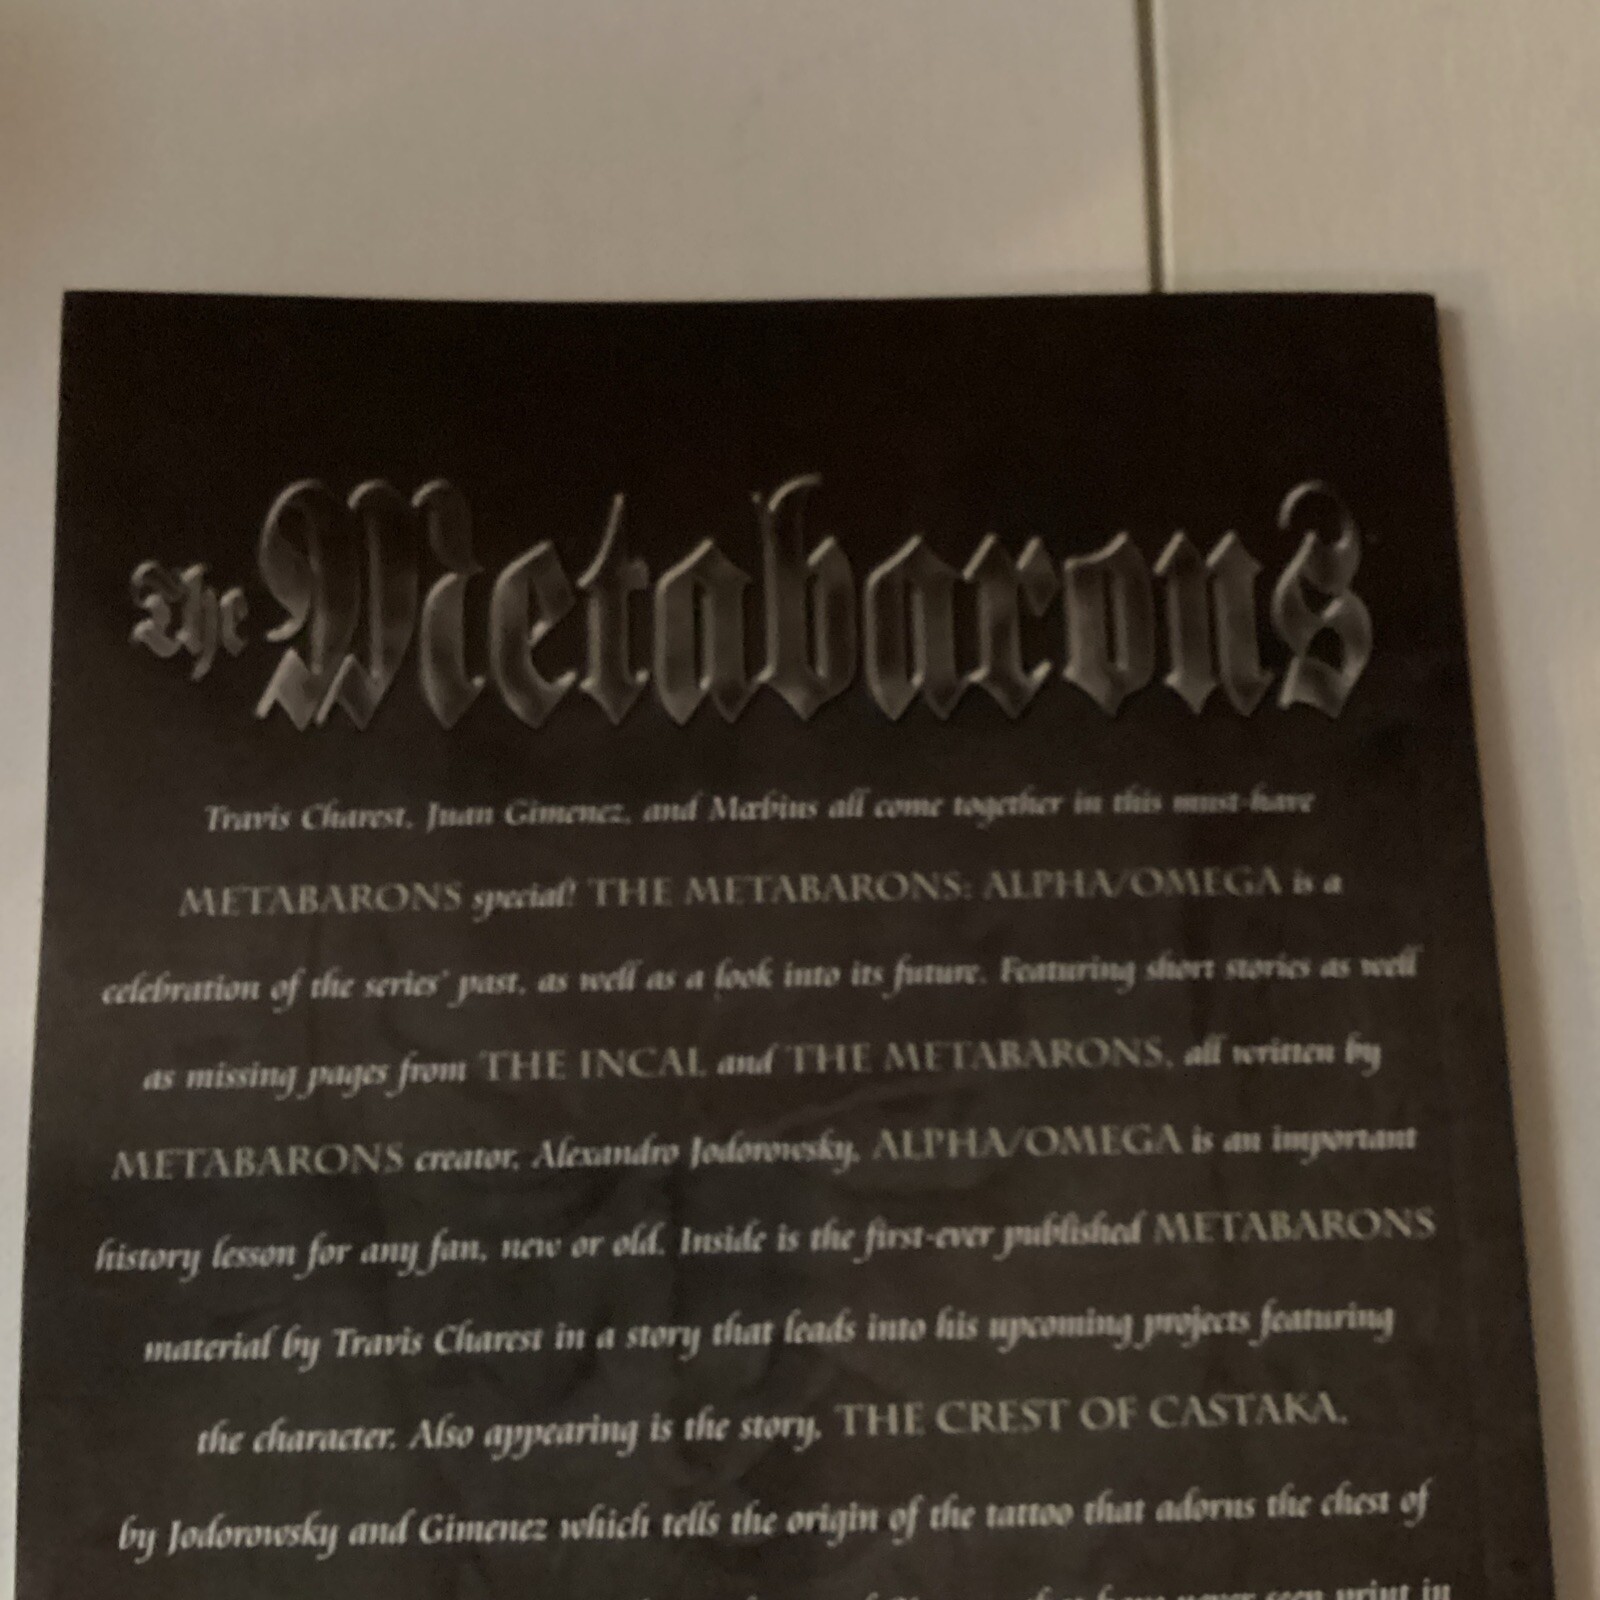 The Metabarons
Travis Charest, Juan Gimenez, and Mœbius all come together in this must-have
METABARONS special! THE METABARONS: ALPHA/OMEGA is a
celebration of the series' past, as well as a look into its future. Featuring short stories as well
as missing pages from THE INCAL and THE METABARONS, all written by
METABARONS creator, Alexandro Jodorowsky, ALPHA/OMEGA is an important
history lesson for any fan, new or old. Inside is the first-ever published METABARONS
material by Travis Charest in a story that leads into his upcoming projects featuring
the character. Also appearing is the story, THE CREST OF CASTAKA,
by Jodorowsky and Gimenez which tells the origin of the tattoo that adorns the chest of
never seen print in